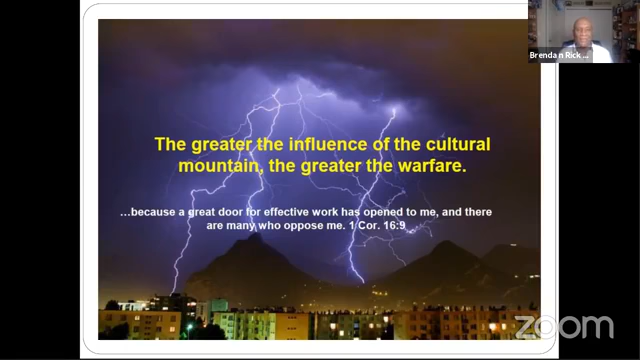 Brendan Rick ...
The greater the influence of the cultural
mountain, the greater the warfare.
…because a great door for effective work has opened to me, and there
are many who oppose me. 1 Cor. 16:9
zoom